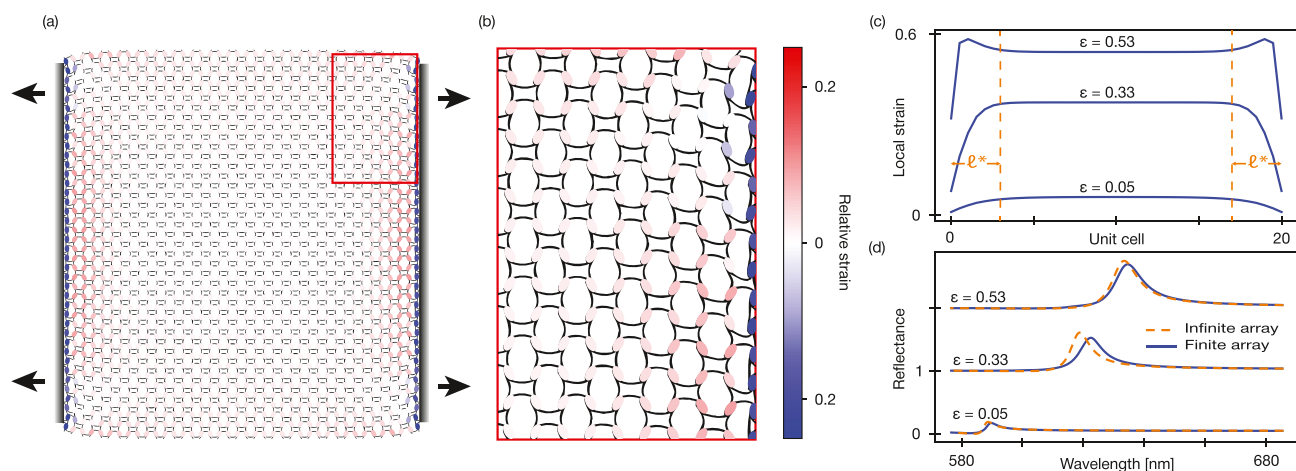 (a)
(b)
0.2
0
0.2
Relative strain
(c)
0.6
0
Local strain
ε = 0.53
ε = 0.33
ℓ*
ℓ*
ε = 0.05
0
Unit cell
20
(d)
ε = 0.53
Infinite array
Finite array
ε = 0.33
1
Reflectance
ε = 0.05
0
580
Wavelength [nm]
680